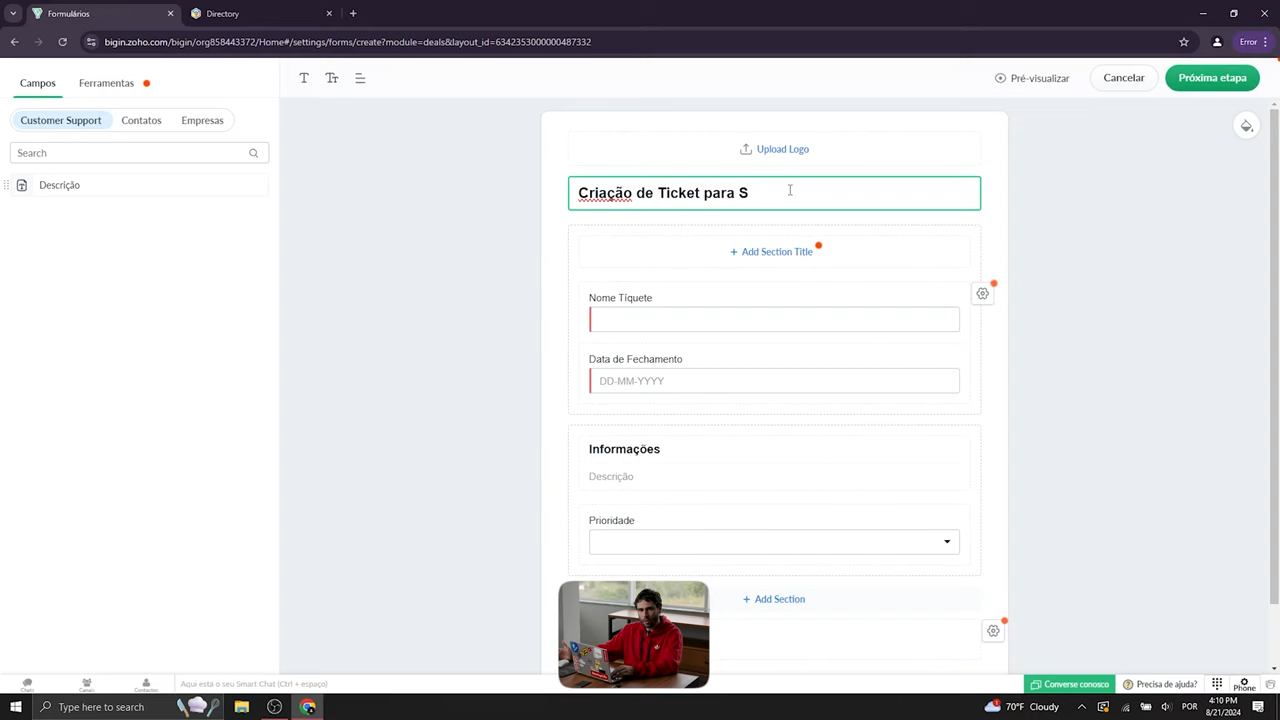 Formulários
Directory
bigin.zoho.com/bigin/org858443372/Home#/settings/forms/create?module=deals&layout_id=6342353000000487332
Error
Campos
Ferramentas
Pré-visualizar
Cancelar
Próxima etapa
Customer Support
Contatos
Empresas
Search
Descrição
Upload Logo
Criação de Ticket para S
+ Add Section Title
Nome Tíquete
Data de Fechamento
DD-MM-YYYY
Informações
Descrição
Prioridade
+ Add Section
Chats
Canais
Contactos
Aqui está o seu Smart Chat (Ctrl + espaço)
Converse conosco
Precisa de ajuda?
Phone
Type here to search
70°F Cloudy
POR
4:10 PM
8/21/2024